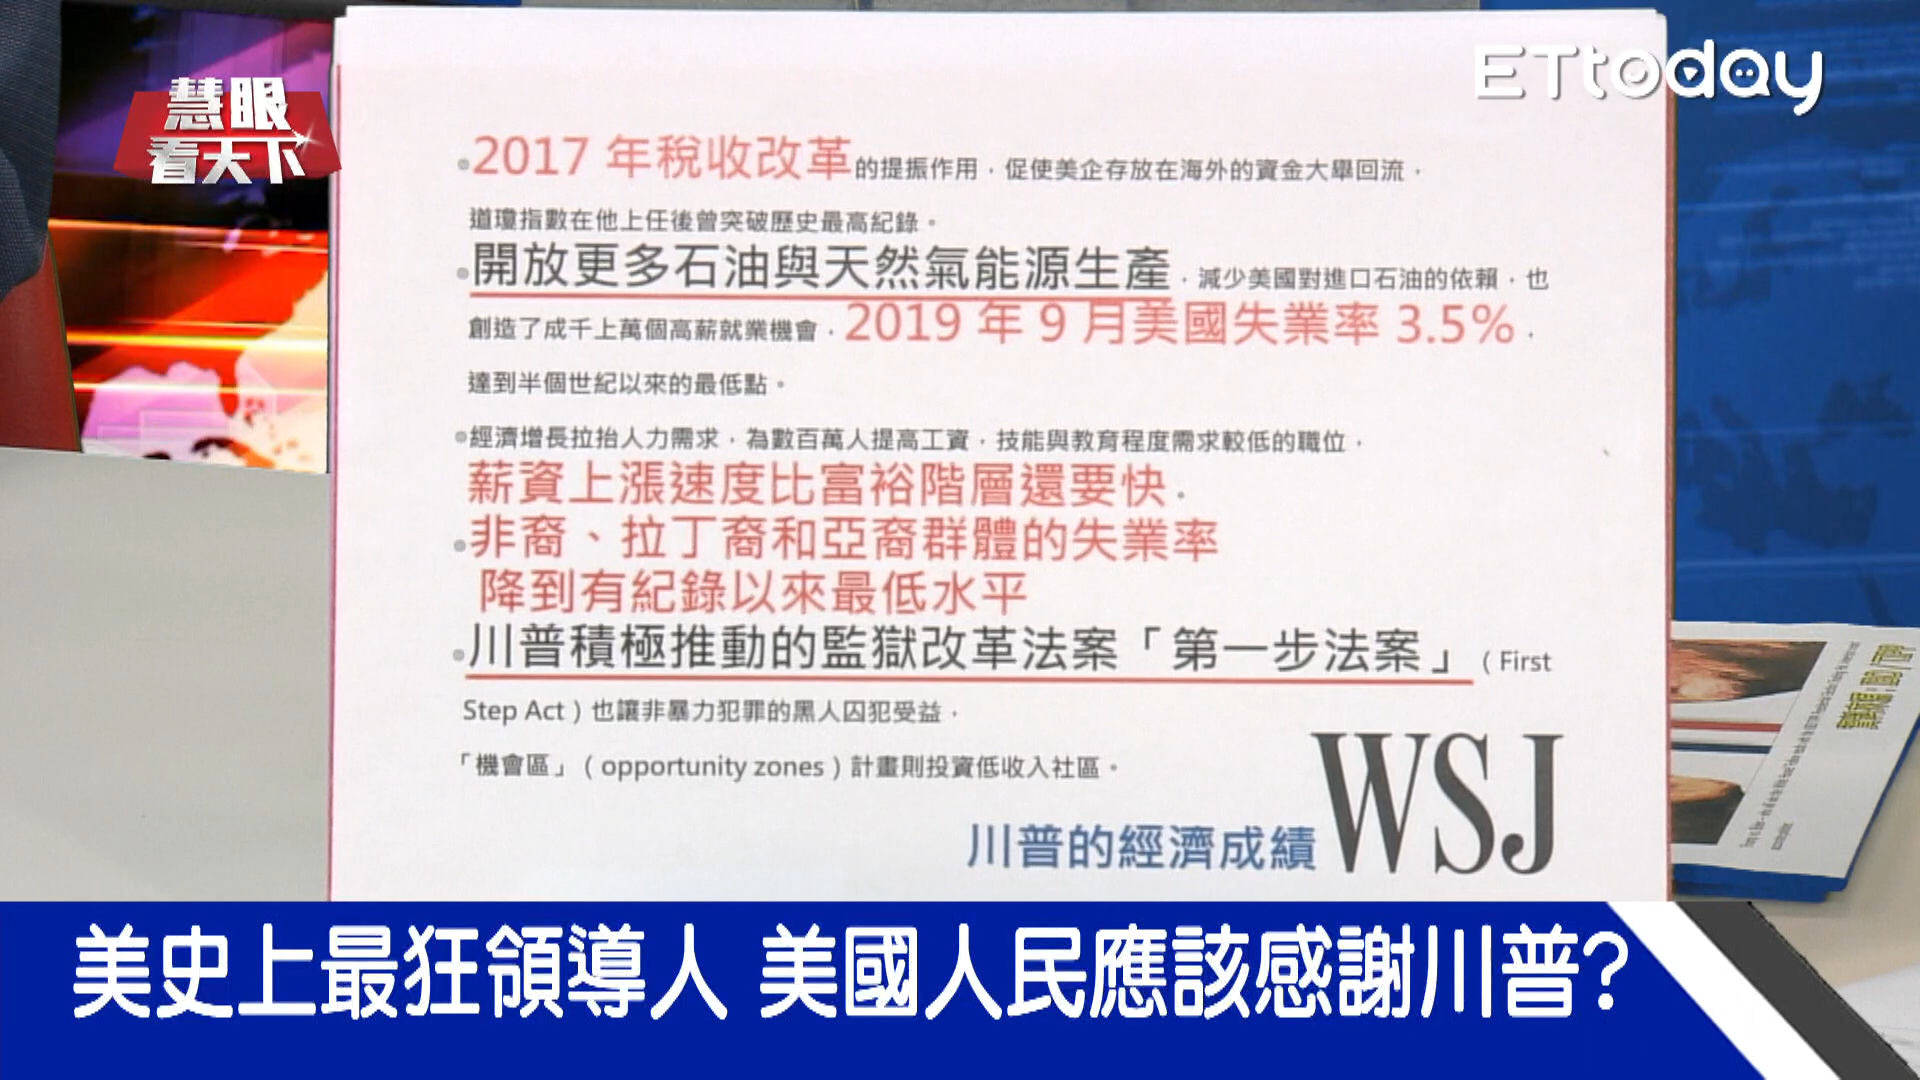 慧眼
看天下
ETtoday
2017 年稅收改革的提振作用，促使美企存放在海外的資金大舉回流，
道瓊指數在他上任後曾突破歷史最高紀錄。
開放更多石油與天然氣能源生產，減少美國對進口石油的依賴，也
創造了成千上萬個高薪就業機會，2019 年 9 月美國失業率 3.5%，
達到半個世紀以來的最低點。
經濟增長拉抬人力需求，為數百萬人提高工資，技能與教育程度需求較低的職位，
薪資上漲速度比富裕階層還要快。
非裔、拉丁裔和亞裔群體的失業率
降到有紀錄以來最低水平
川普積極推動的監獄改革法案「第一步法案」（First
Step Act）也讓非暴力犯罪的黑人囚犯受益，
「機會區」（opportunity zones）計畫則投資低收入社區。
川普的經濟成績 WSJ
美史上最狂領導人 美國人民應該感謝川普?